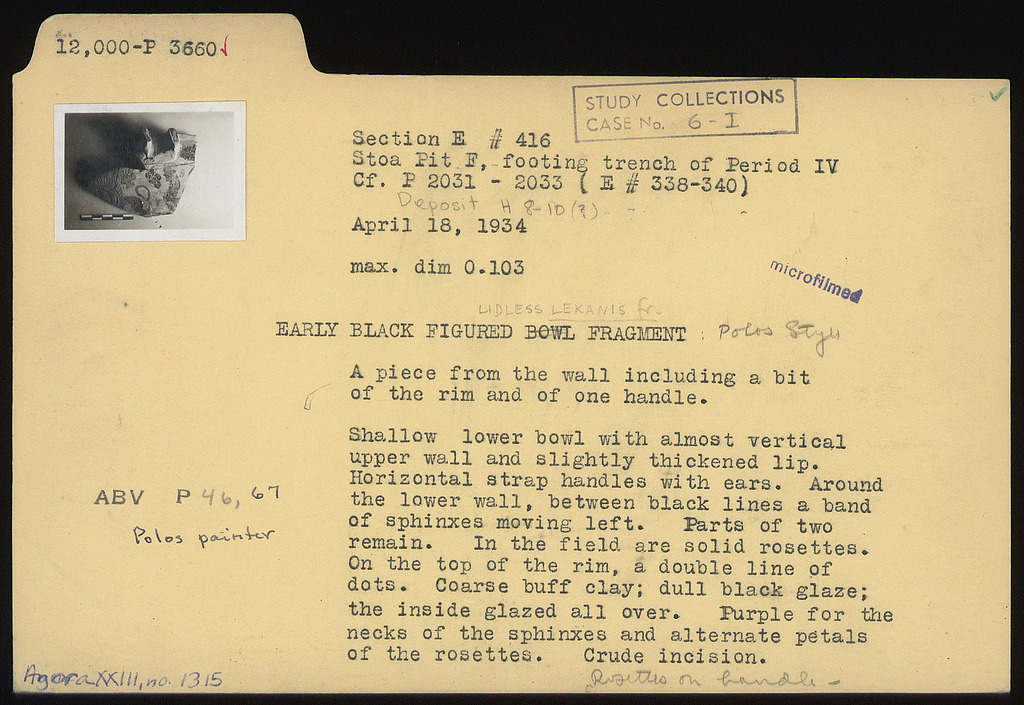 12,000-P 3660✓
STUDY COLLECTIONS
CASE No. 6-I
Section E # 416
Stoa Pit F, footing trench of Period IV
Cf. P 2031 - 2033 ( E # 338-340)
Deposit H 8-10 (?)
April 18, 1934
max. dim 0.103
microfilmed
LIDLESS LEKANIS fr.
EARLY BLACK FIGURED BOWL FRAGMENT : Polos Style
A piece from the wall including a bit
of the rim and of one handle.
Shallow lower bowl with almost vertical
upper wall and slightly thickened lip.
Horizontal strap handles with ears. Around
the lower wall, between black lines a band
of sphinxes moving left. Parts of two
remain. In the field are solid rosettes.
On the top of the rim, a double line of
dots. Coarse buff clay; dull black glaze;
the inside glazed all over. Purple for the
necks of the sphinxes and alternate petals
of the rosettes. Crude incision.
Rosettes on handle -
ABV P 46, 67
Polos painter
Agora XXIII, no. 1315